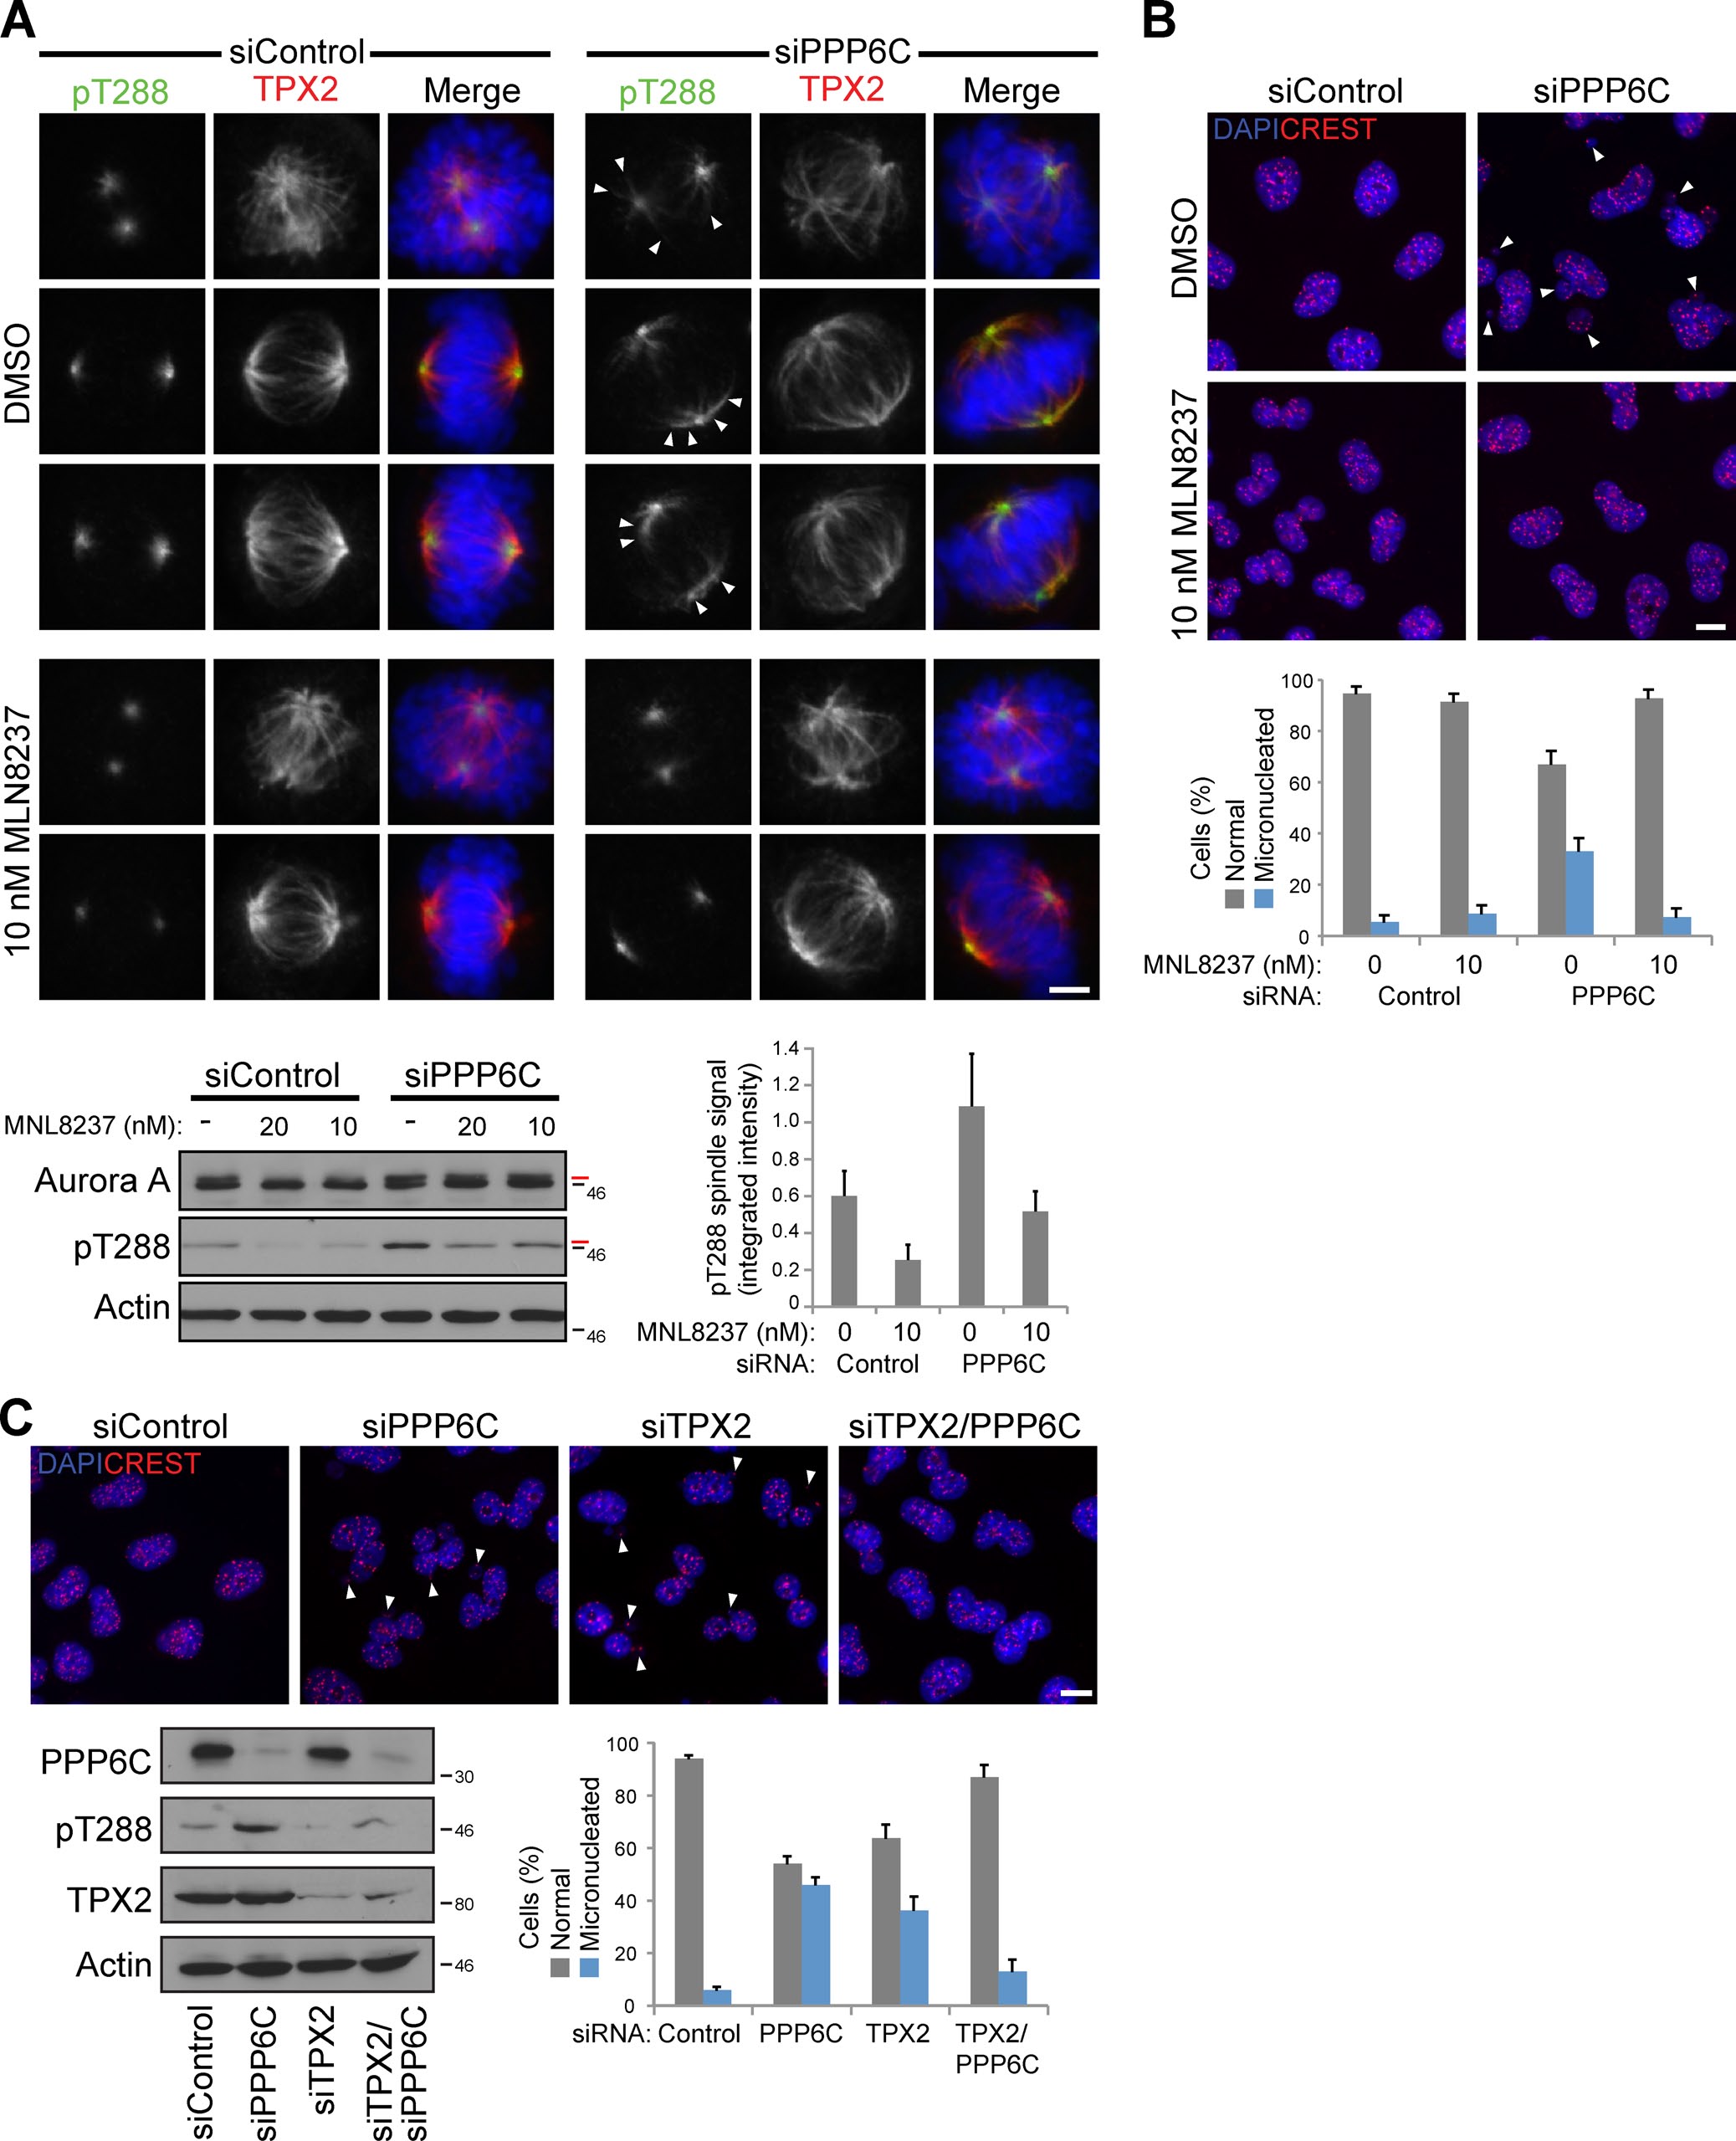 A
siControl
siPPP6C
pT288
TPX2
Merge
pT288
TPX2
Merge
DMSO
10 nM MLN8237
siControl
siPPP6C
MNL8237 (nM):
-
20
10
-
20
10
Aurora A
46
pT288
46
Actin
46
pT288 spindle signal
(integrated intensity)
1.4
1.2
1.0
0.8
0.6
0.4
0.2
0
MNL8237 (nM):
0
10
0
10
siRNA:
Control
PPP6C
B
siControl
siPPP6C
DAPICREST
DMSO
10 nM MLN8237
Cells (%)
Normal
Micronucleated
100
80
60
40
20
0
MNL8237 (nM):
0
10
0
10
siRNA:
Control
PPP6C
C
siControl
siPPP6C
siTPX2
siTPX2/PPP6C
DAPICREST
PPP6C
30
pT288
46
TPX2
80
Actin
46
siControl
siPPP6C
siTPX2
siTPX2/
siPPP6C
Cells (%)
Normal
Micronucleated
100
80
60
40
20
0
siRNA:
Control
PPP6C
TPX2
TPX2/
PPP6C